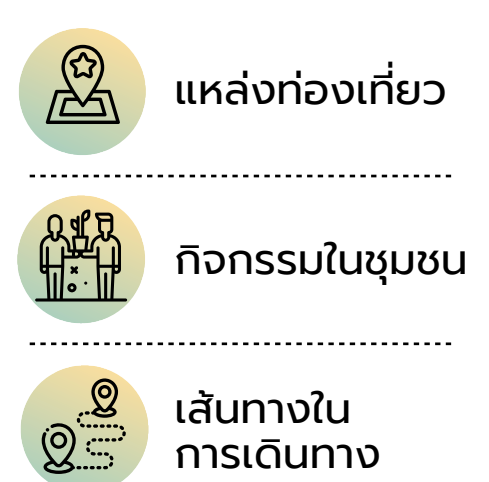 แหล่งท่องเที่ยว
กิจกรรมในชุมชน
เส้นทางใน
การเดินทาง